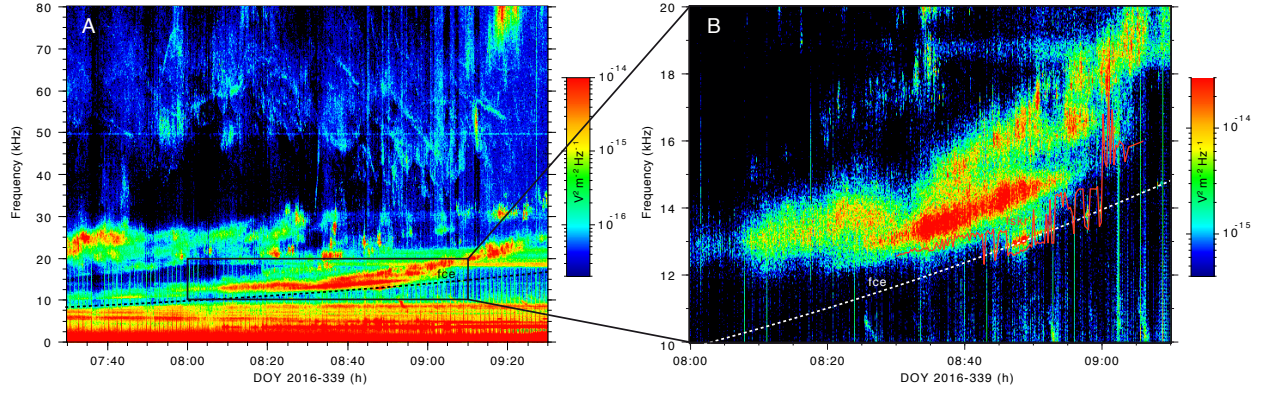 A
80
70
60
50
40
30
20
10
0
Frequency (kHz)
fce
07:40 08:00 08:20 08:40 09:00 09:20
DOY 2016-339 (h)
10⁻¹⁴
10⁻¹⁵
10⁻¹⁶
V² m⁻² Hz⁻¹
B
20
18
16
14
12
10
Frequency (kHz)
fce
08:00 08:20 08:40 09:00
DOY 2016-339 (h)
10⁻¹⁴
10⁻¹⁵
V² m⁻² Hz⁻¹